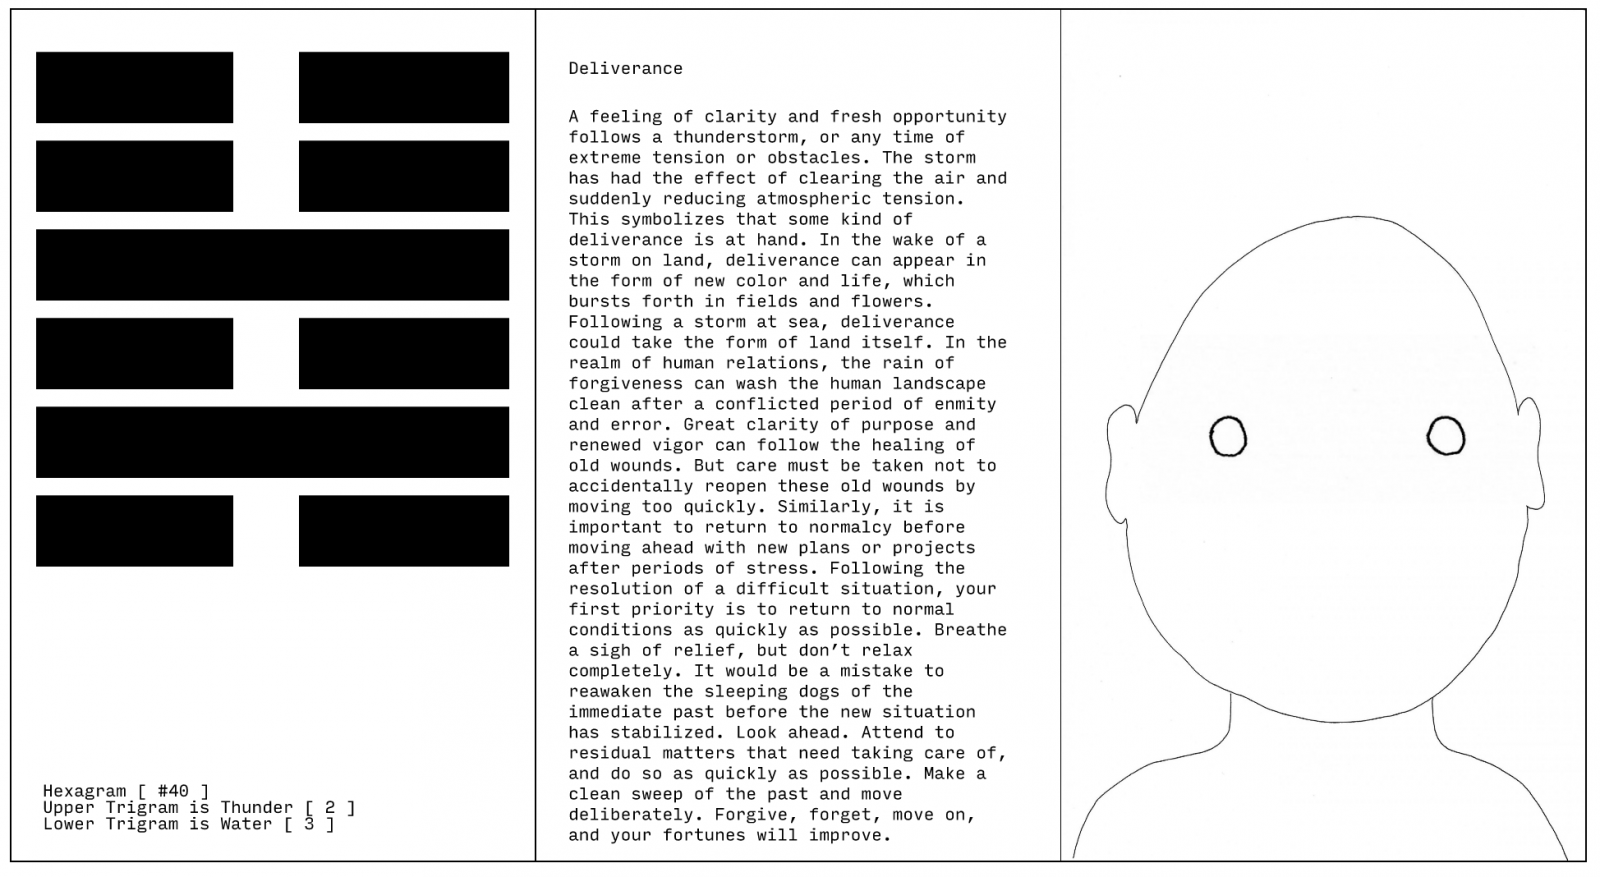 Deliverance
A feeling of clarity and fresh opportunity
follows a thunderstorm, or any time of
extreme tension or obstacles. The storm
has had the effect of clearing the air and
suddenly reducing atmospheric tension.
This symbolizes that some kind of
deliverance is at hand. In the wake of a
storm on land, deliverance can appear in
the form of new color and life, which
bursts forth in fields and flowers.
Following a storm at sea, deliverance
could take the form of land itself. In the
realm of human relations, the rain of
forgiveness can wash the human landscape
clean after a conflicted period of enmity
and error. Great clarity of purpose and
renewed vigor can follow the healing of
old wounds. But care must be taken not to
accidentally reopen these old wounds by
moving too quickly. Similarly, it is
important to return to normalcy before
moving ahead with new plans or projects
after periods of stress. Following the
resolution of a difficult situation, your
first priority is to return to normal
conditions as quickly as possible. Breathe
a sigh of relief, but don’t relax
completely. It would be a mistake to
reawaken the sleeping dogs of the
immediate past before the new situation
has stabilized. Look ahead. Attend to
residual matters that need taking care of,
and do so as quickly as possible. Make a
clean sweep of the past and move
deliberately. Forgive, forget, move on,
and your fortunes will improve.
Hexagram [ #40 ]
Upper Trigram is Thunder [ 2 ]
Lower Trigram is Water [ 3 ]